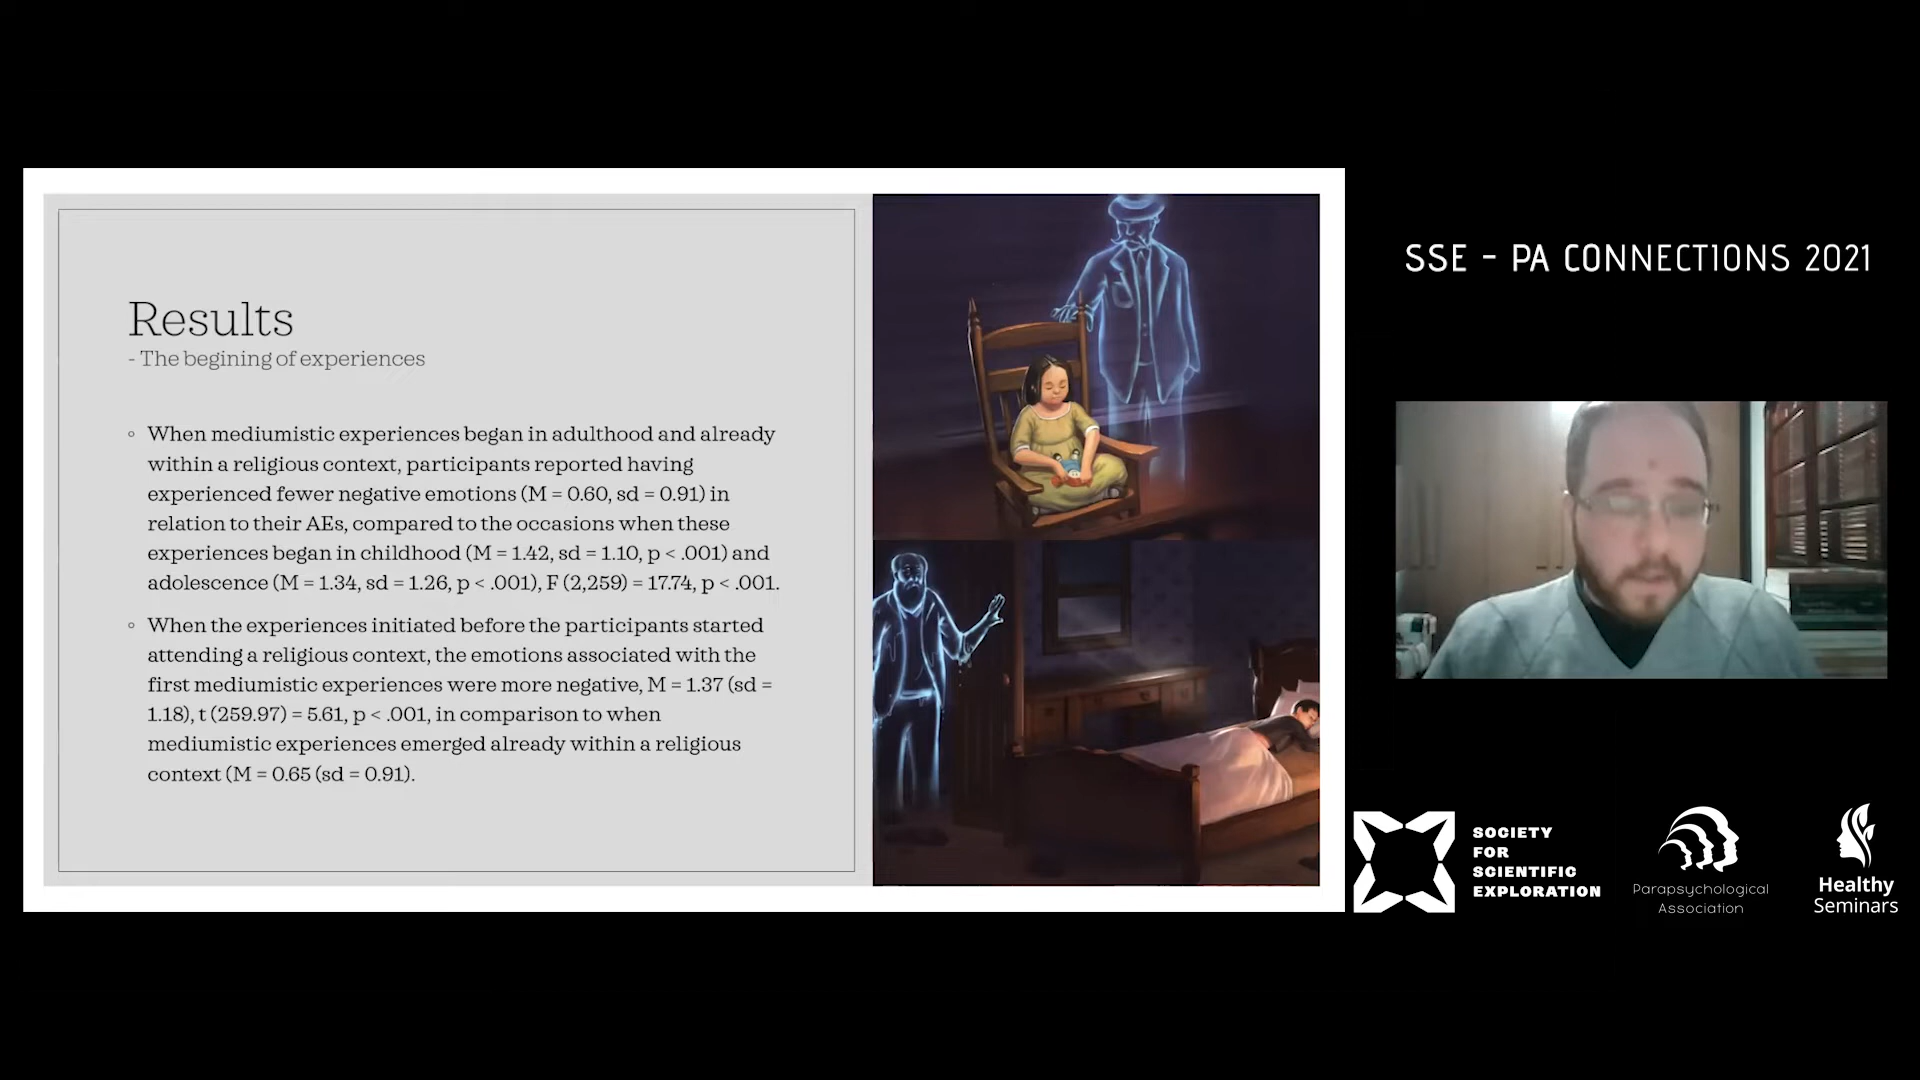 Results
- The begining of experiences
◦ When mediumistic experiences began in adulthood and already
within a religious context, participants reported having
experienced fewer negative emotions (M = 0.60, sd = 0.91) in
relation to their AEs, compared to the occasions when these
experiences began in childhood (M = 1.42, sd = 1.10, p < .001) and
adolescence (M = 1.34, sd = 1.26, p < .001), F (2,259) = 17.74, p < .001.
◦ When the experiences initiated before the participants started
attending a religious context, the emotions associated with the
first mediumistic experiences were more negative, M = 1.37 (sd =
1.18), t (259.97) = 5.61, p < .001, in comparison to when
mediumistic experiences emerged already within a religious
context (M = 0.65 (sd = 0.91).
SSE - PA CONNECTIONS 2021
SOCIETY
FOR
SCIENTIFIC
EXPLORATION
Parapsychological
Association
Healthy
Seminars